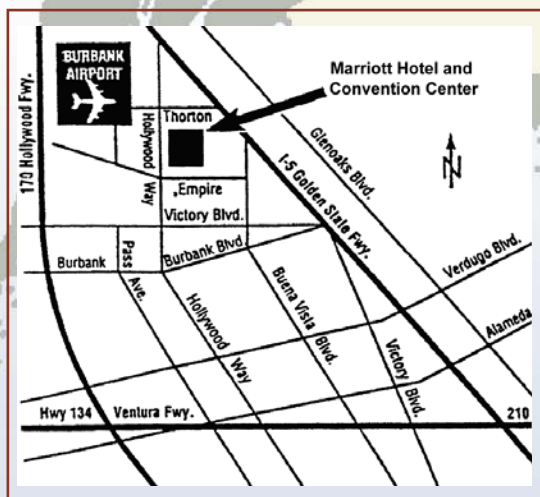 BURBANK
AIRPORT
Marriott Hotel and
Convention Center
170 Hollywood Fwy.
Thorton
Hollywood
Way
Glenoaks Blvd.
I-5 Golden State Fwy.
N
.Empire
Victory Blvd.
Burbank
Pass
Ave.
Burbank Blvd.
Verdugo Blvd.
Hollywood
Way
Buena Vista
Blvd.
Victory
Blvd.
Alameda
Hwy 134 Ventura Fwy.
210